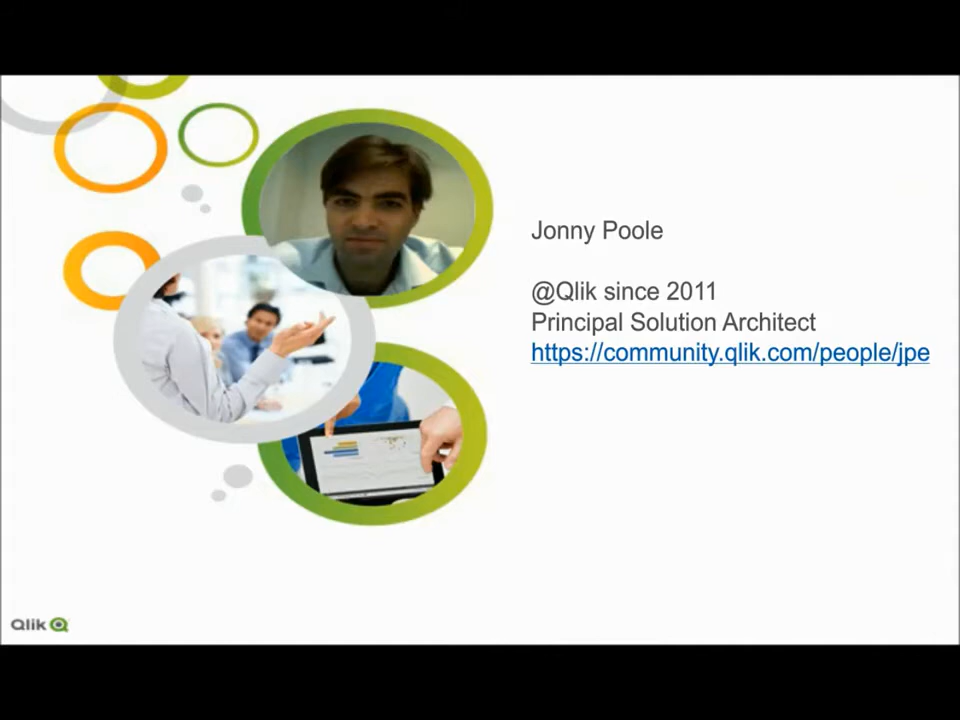 Jonny Poole
@Qlik since 2011
Principal Solution Architect
https://community.qlik.com/people/jpe
Qlik